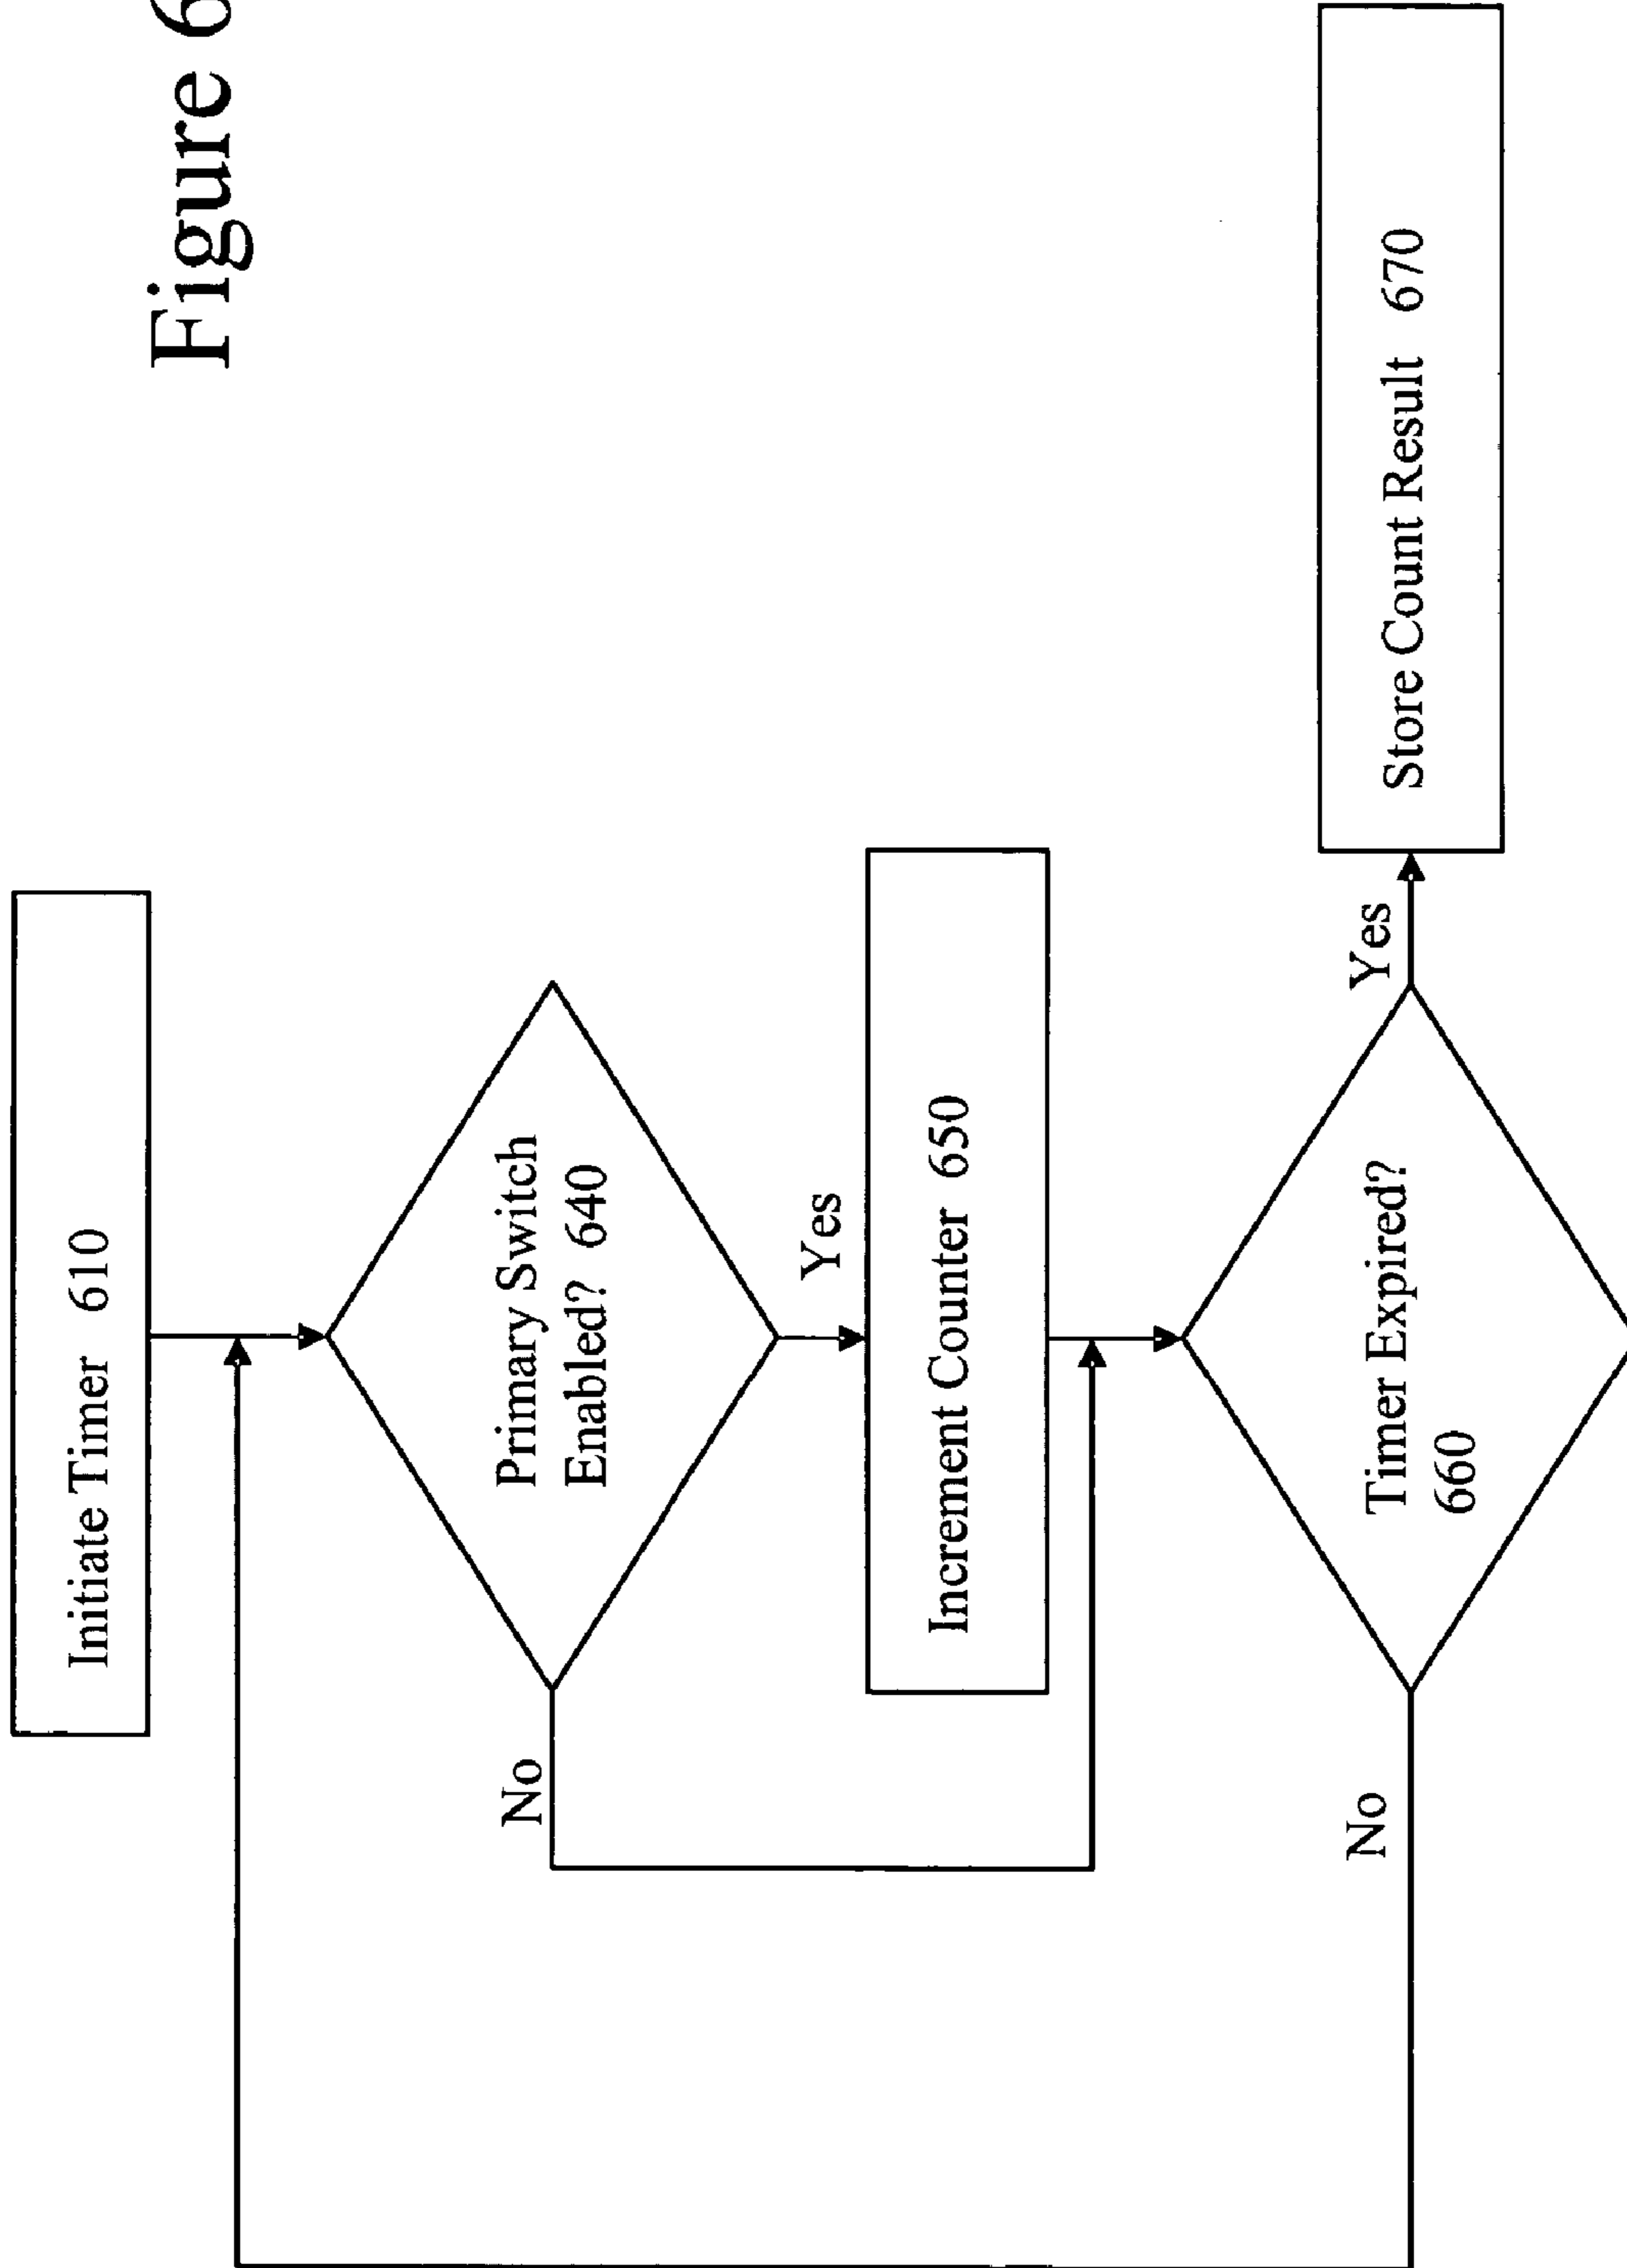 Figure 6
Initiate Timer 610
Primary Switch
Enabled? 640
No
Yes
Increment Counter 650
Timer Expired?
660
No
Yes
Store Count Result 670